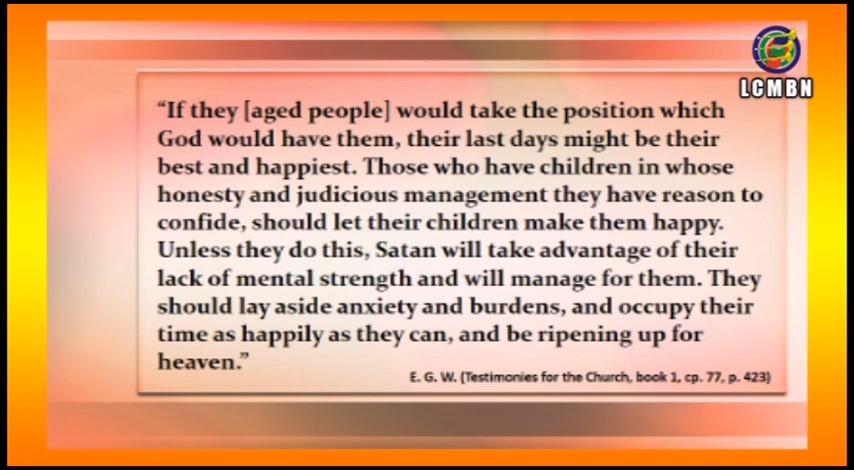 LCMBN
“If they [aged people] would take the position which
God would have them, their last days might be their
best and happiest. Those who have children in whose
honesty and judicious management they have reason to
confide, should let their children make them happy.
Unless they do this, Satan will take advantage of their
lack of mental strength and will manage for them. They
should lay aside anxiety and burdens, and occupy their
time as happily as they can, and be ripening up for
heaven.”
E. G. W. (Testimonies for the Church, book 1, cp. 77, p. 423)